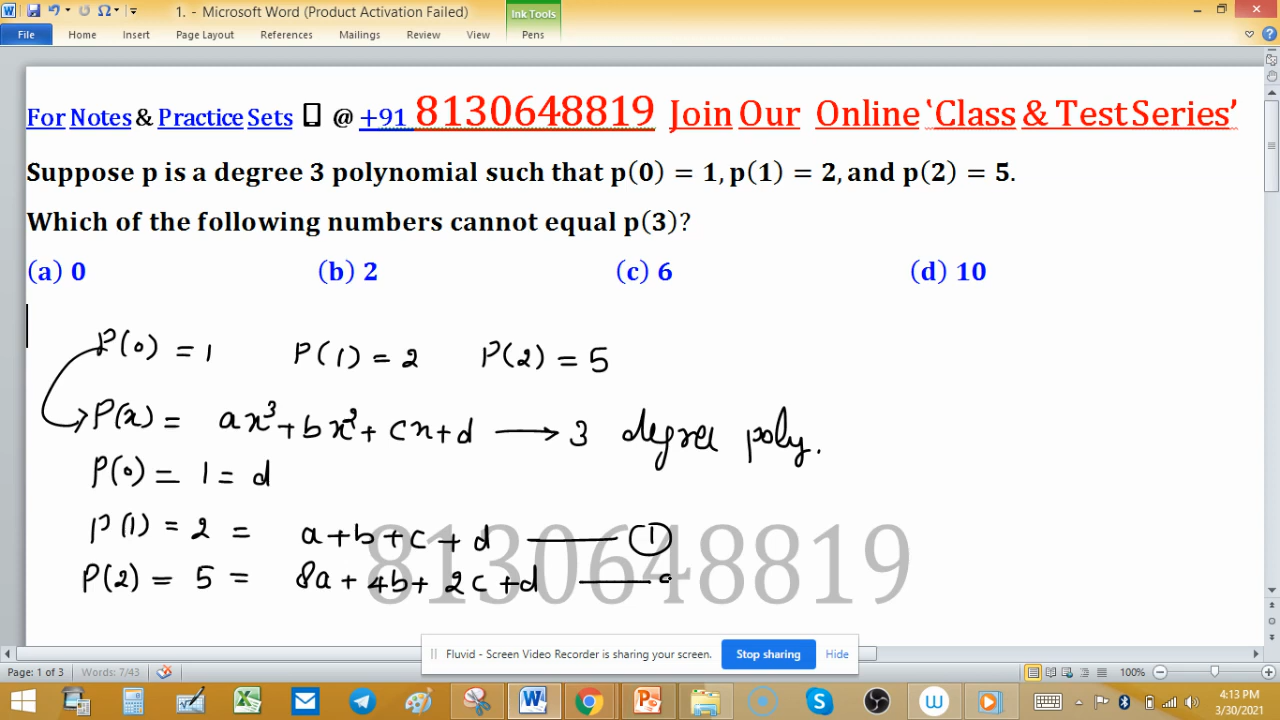 1. - Microsoft Word (Product Activation Failed)
Ink Tools
File Home Insert Page Layout References Mailings Review View Pens
For Notes & Practice Sets @ +91 8130648819 Join Our Online 'Class & Test Series'
Suppose p is a degree 3 polynomial such that p(0) = 1, p(1) = 2, and p(2) = 5.
Which of the following numbers cannot equal p(3)?
(a) 0 (b) 2 (c) 6 (d) 10
P(0) = 1 P(1) = 2 P(2) = 5
P(x) = ax³+bx²+cx+d → 3 degree poly.
P(0) = 1 = d
P(1) = 2 = a+b+c+d — ①
P(2) = 5 = 8a+4b+2c+d —
8130648819
Fluvid - Screen Video Recorder is sharing your screen. Stop sharing Hide
Page: 1 of 3 Words: 7/43 100%
4:13 PM
3/30/2021